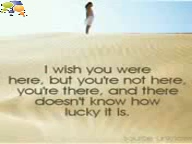 I wish you were
here, but you're not here,
you're there, and there
doesn't know how
lucky it is.